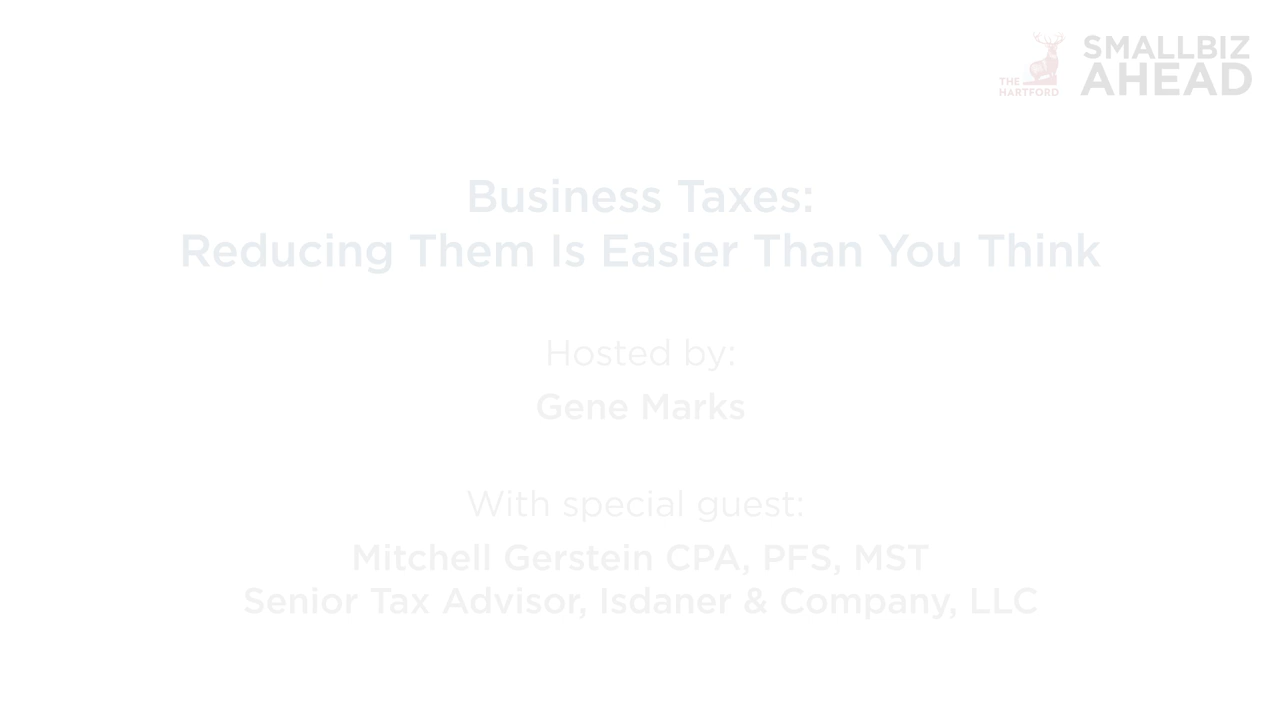 THE
HARTFORD
SMALLBIZ
AHEAD
Business Taxes:
Reducing Them Is Easier Than You Think
Hosted by:
Gene Marks
With special guest:
Mitchell Gerstein CPA, PFS, MST
Senior Tax Advisor, Isdaner & Company, LLC